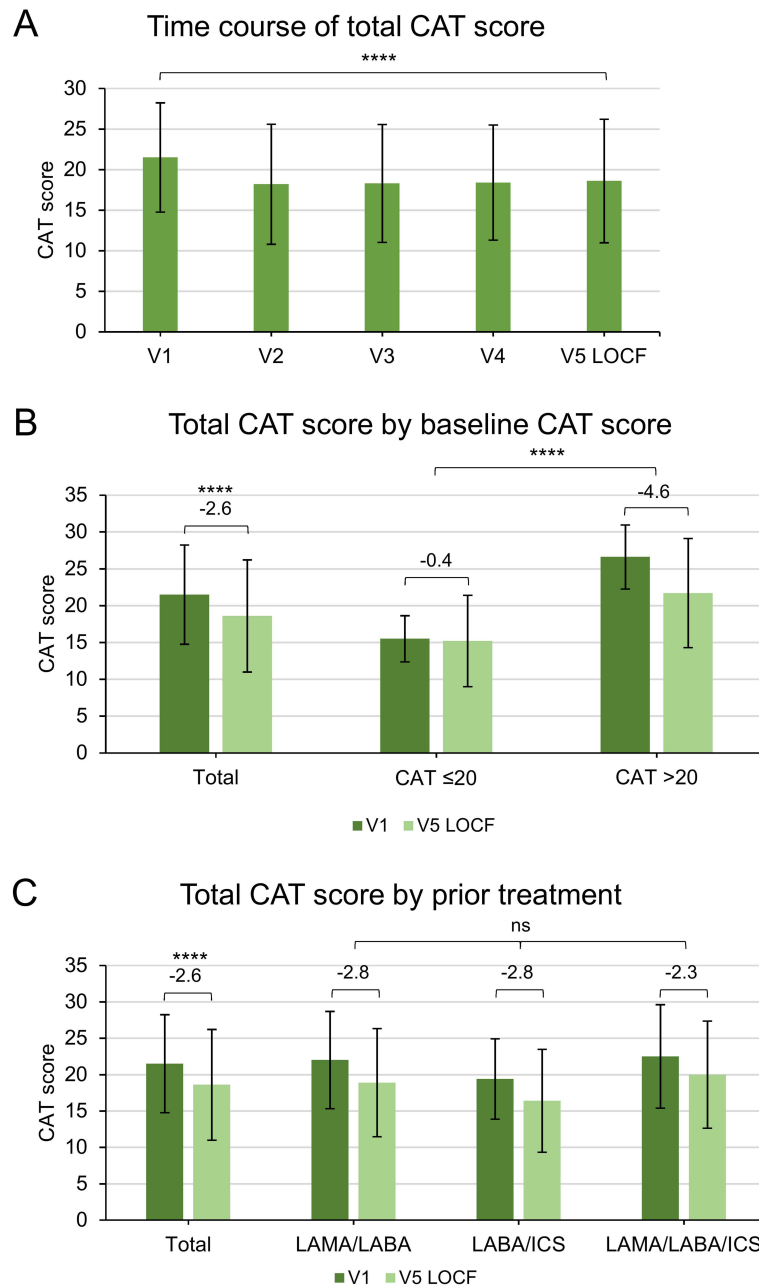 A Time course of total CAT score
****
30
25
20
15
10
5
0
CAT score
V1 V2 V3 V4 V5 LOCF
B Total CAT score by baseline CAT score
****
**** -4.6
-2.6
-0.4
35
30
25
20
15
10
5
0
CAT score
Total CAT ≤20 CAT >20
V1 V5 LOCF
C Total CAT score by prior treatment
ns
****
-2.6 -2.8 -2.8 -2.3
35
30
25
20
15
10
5
0
CAT score
Total LAMA/LABA LABA/ICS LAMA/LABA/ICS
V1 V5 LOCF